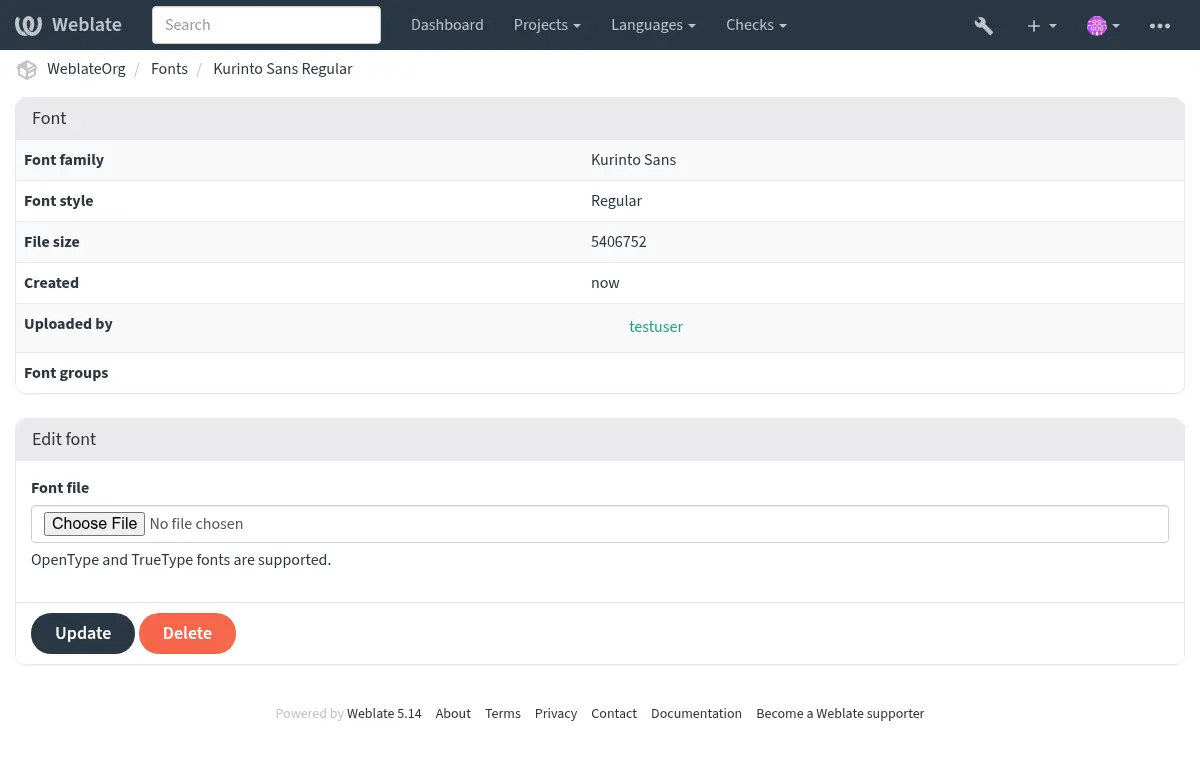 Weblate Search Dashboard Projects Languages Checks
WeblateOrg / Fonts / Kurinto Sans Regular
Font
Font family Kurinto Sans
Font style Regular
File size 5406752
Created now
Uploaded by testuser
Font groups
Edit font
Font file
Choose File No file chosen
OpenType and TrueType fonts are supported.
Update Delete
Powered by Weblate 5.14 About Terms Privacy Contact Documentation Become a Weblate supporter